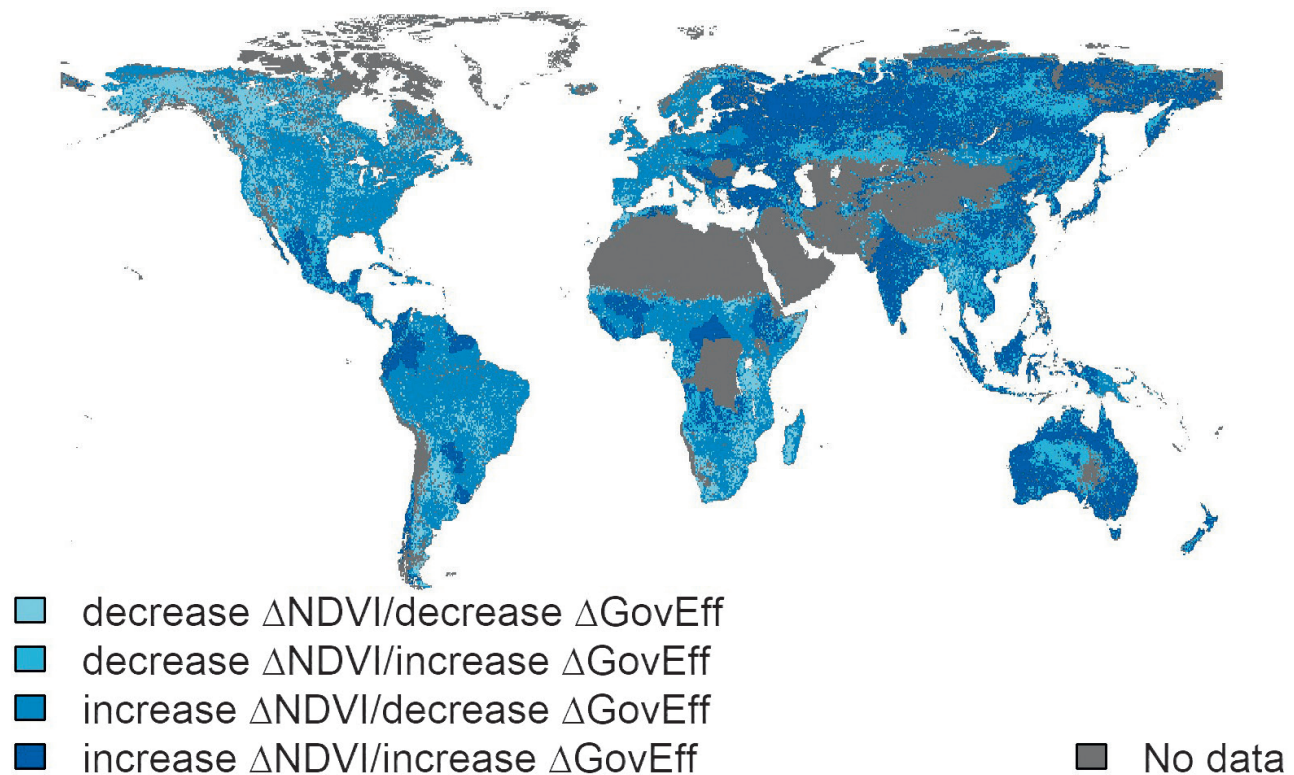 decrease ΔNDVI/decrease ΔGovEff
decrease ΔNDVI/increase ΔGovEff
increase ΔNDVI/decrease ΔGovEff
increase ΔNDVI/increase ΔGovEff
No data